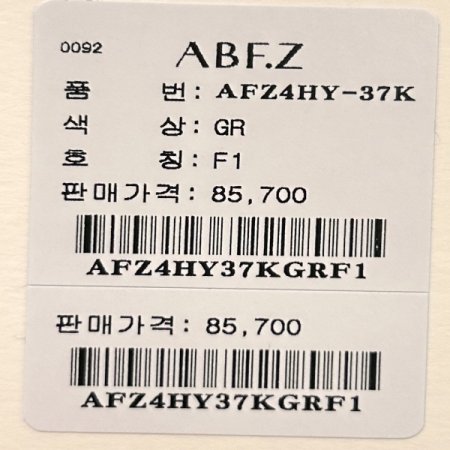 0092 ABF.Z
품 번: AFZ4HY-37K
색 상: GR
호 칭: F1
판매가격: 85,700
AFZ4HY37KGRF1
판매가격: 85,700
AFZ4HY37KGRF1